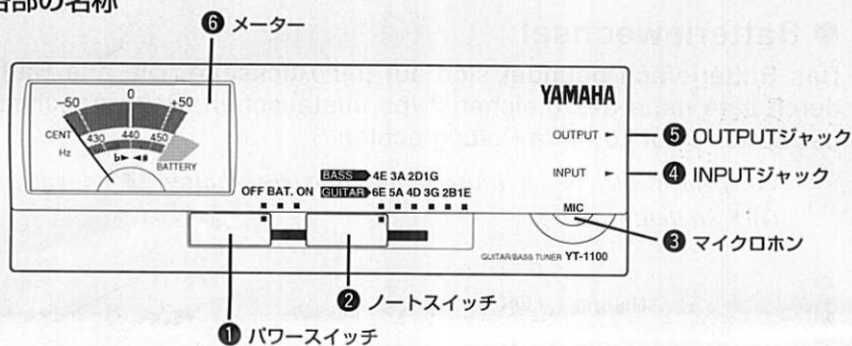 各部の名称
❻ メーター
-50 0 +50
CENT
Hz
430 440 450
b► ◄#
BATTERY
YAMAHA
OUTPUT ►
❺ OUTPUTジャック
INPUT ►
❹ INPUTジャック
BASS 4E 3A 2D1G
OFF BAT. ON GUITAR 6E 5A 4D 3G 2B1E
MIC
❸ マイクロホン
GUITAR/BASS TUNER YT-1100
❷ ノートスイッチ
❶ パワースイッチ
● Batteriewechsel